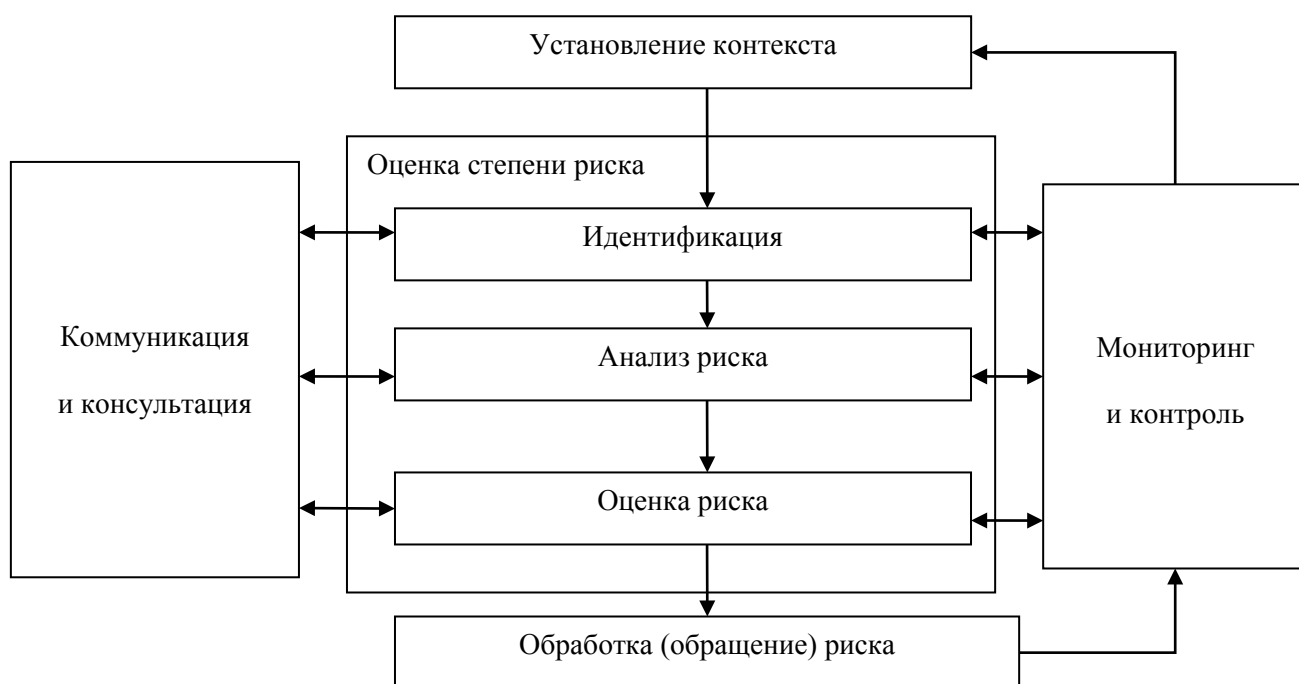 Установление контекста
Оценка степени риска
Идентификация
Коммуникация
и консультация
Анализ риска
Мониторинг
и контроль
Оценка риска
Обработка (обращение) риска